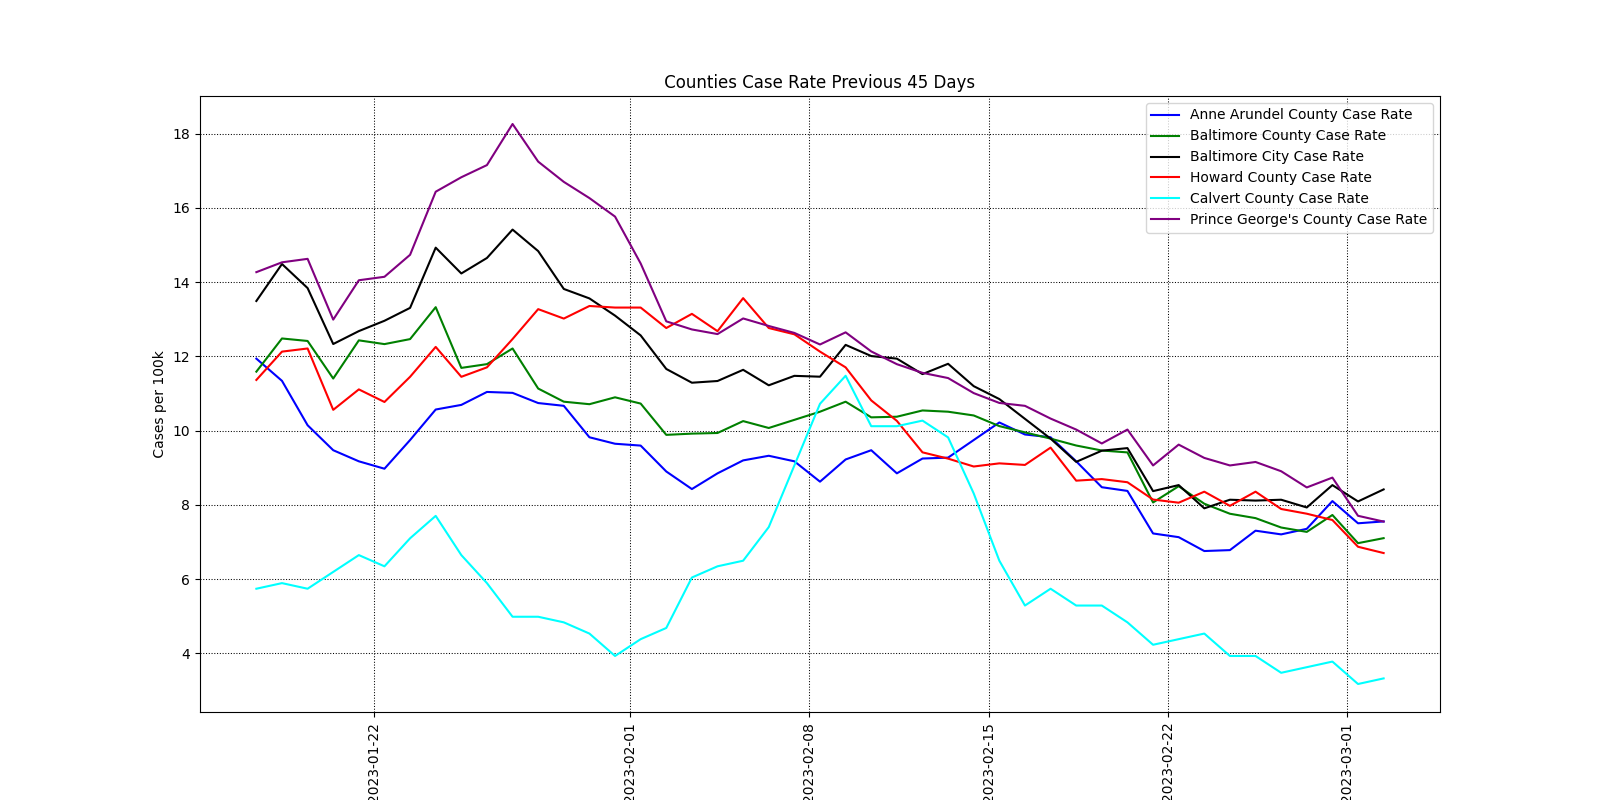 Counties Case Rate Previous 45 Days
Anne Arundel County Case Rate
Baltimore County Case Rate
Baltimore City Case Rate
Howard County Case Rate
Calvert County Case Rate
Prince George's County Case Rate
Cases per 100k
18
16
14
12
10
8
6
4
2023-01-22
2023-02-01
2023-02-08
2023-02-15
2023-02-22
2023-03-01